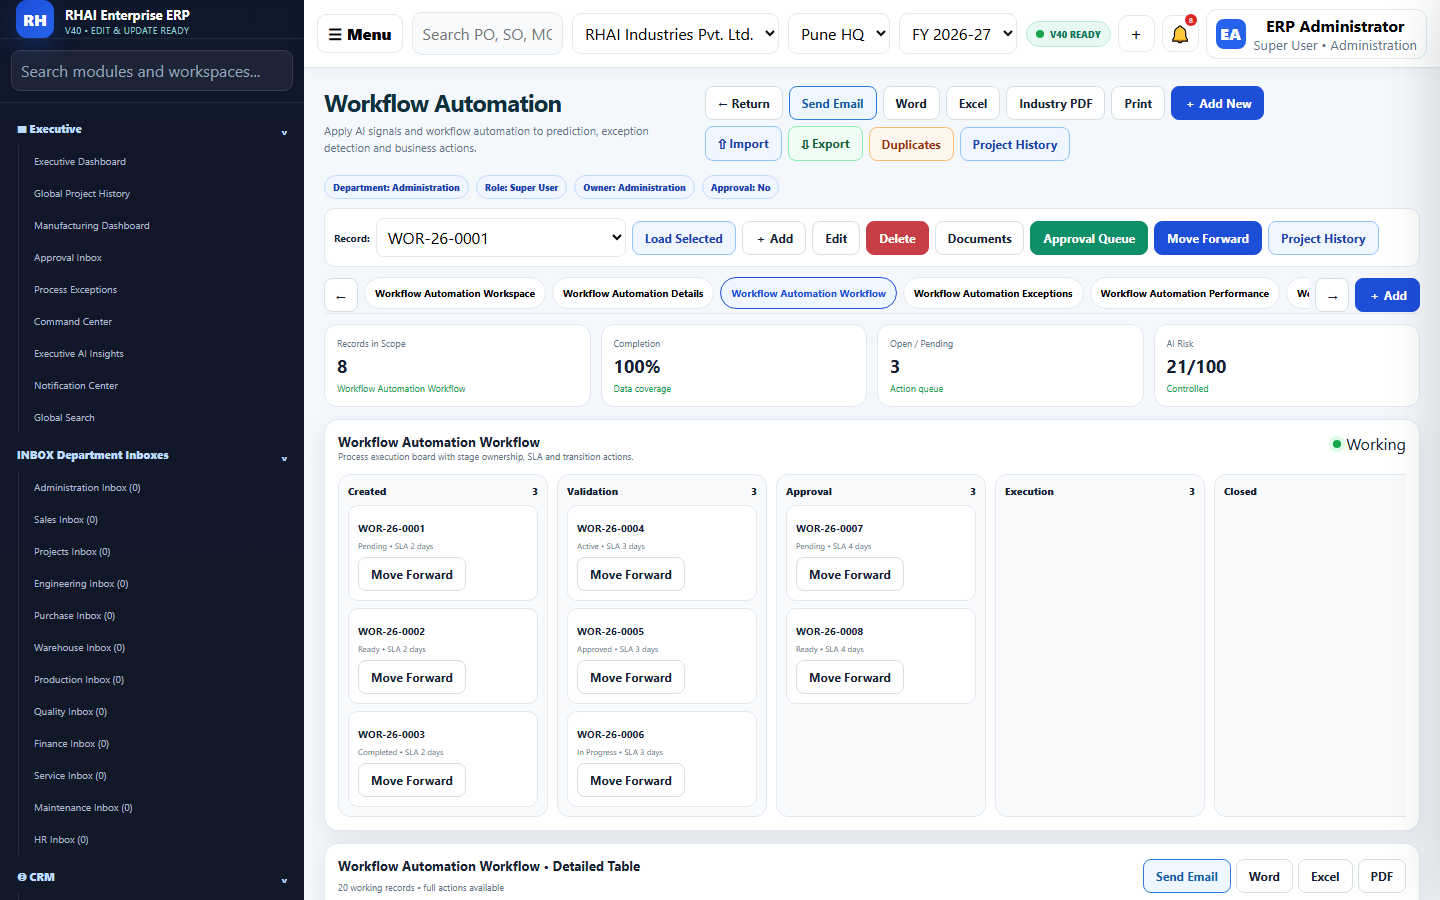 RH
RHAI Enterprise ERP
V40 • EDIT & UPDATE READY
Search modules and workspaces...
Executive
Executive Dashboard
Global Project History
Manufacturing Dashboard
Approval Inbox
Process Exceptions
Command Center
Executive AI Insights
Notification Center
Global Search
INBOX Department Inboxes
Administration Inbox (0)
Sales Inbox (0)
Projects Inbox (0)
Engineering Inbox (0)
Purchase Inbox (0)
Warehouse Inbox (0)
Production Inbox (0)
Quality Inbox (0)
Finance Inbox (0)
Service Inbox (0)
Maintenance Inbox (0)
HR Inbox (0)
CRM
☰ Menu
Search PO, SO, MO
RHAI Industries Pvt. Ltd.
Pune HQ
FY 2026-27
V40 READY
+
8
EA
ERP Administrator
Super User • Administration
Workflow Automation
Apply AI signals and workflow automation to prediction, exception
detection and business actions.
← Return
Send Email
Word
Excel
Industry PDF
Print
+ Add New
⇧ Import
⇩ Export
Duplicates
Project History
Department: Administration
Role: Super User
Owner: Administration
Approval: No
Record:
WOR-26-0001
Load Selected
+ Add
Edit
Delete
Documents
Approval Queue
Move Forward
Project History
←
Workflow Automation Workspace
Workflow Automation Details
Workflow Automation Workflow
Workflow Automation Exceptions
Workflow Automation Performance
→
+ Add
Records in Scope
8
Workflow Automation Workflow
Completion
100%
Data coverage
Open / Pending
3
Action queue
AI Risk
21/100
Controlled
Workflow Automation Workflow
Process execution board with stage ownership, SLA and transition actions.
Working
Created 3
WOR-26-0001
Pending • SLA 2 days
Move Forward
WOR-26-0002
Ready • SLA 2 days
Move Forward
WOR-26-0003
Completed • SLA 2 days
Move Forward
Validation 3
WOR-26-0004
Active • SLA 3 days
Move Forward
WOR-26-0005
Approved • SLA 3 days
Move Forward
WOR-26-0006
In Progress • SLA 3 days
Move Forward
Approval 3
WOR-26-0007
Pending • SLA 4 days
Move Forward
WOR-26-0008
Ready • SLA 4 days
Move Forward
Execution 3
Closed
Workflow Automation Workflow • Detailed Table
20 working records • full actions available
Send Email
Word
Excel
PDF